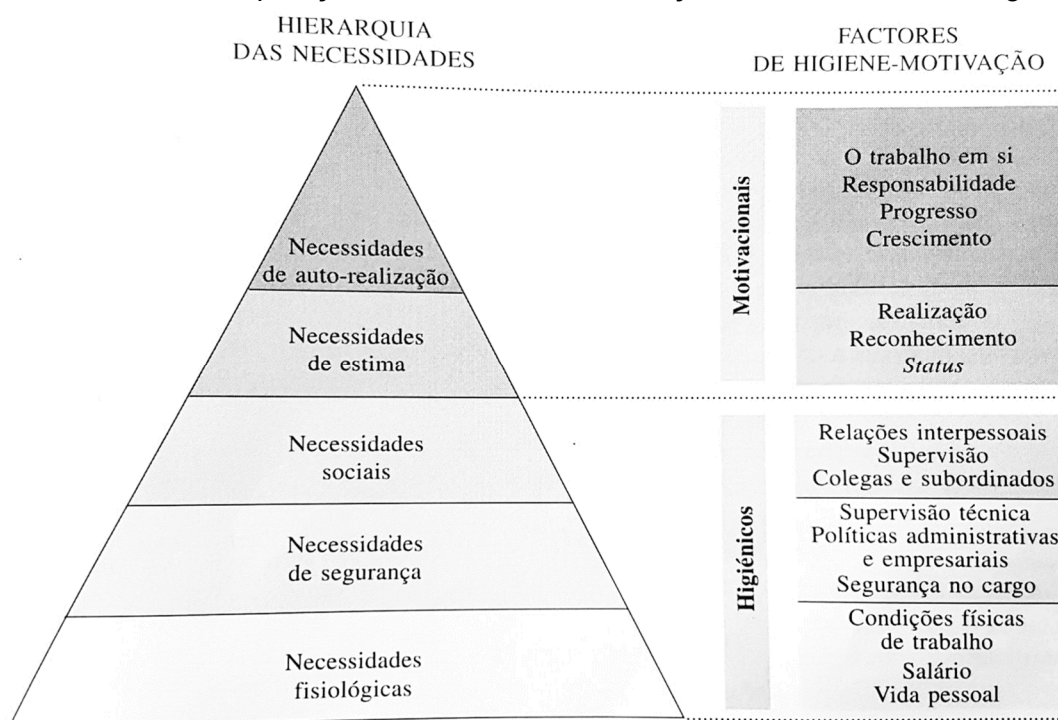 HIERARQUIA
DAS NECESSIDADES
FACTORES
DE HIGIENE-MOTIVAÇÃO
Necessidades
de auto-realização
Necessidades
de estima
Necessidades
sociais
Necessidades
de segurança
Necessidades
fisiológicas
Motivacionais
O trabalho em si
Responsabilidade
Progresso
Crescimento
Realização
Reconhecimento
Status
Higiénicos
Relações interpessoais
Supervisão
Colegas e subordinados
Supervisão técnica
Políticas administrativas
e empresariais
Segurança no cargo
Condições físicas
de trabalho
Salário
Vida pessoal